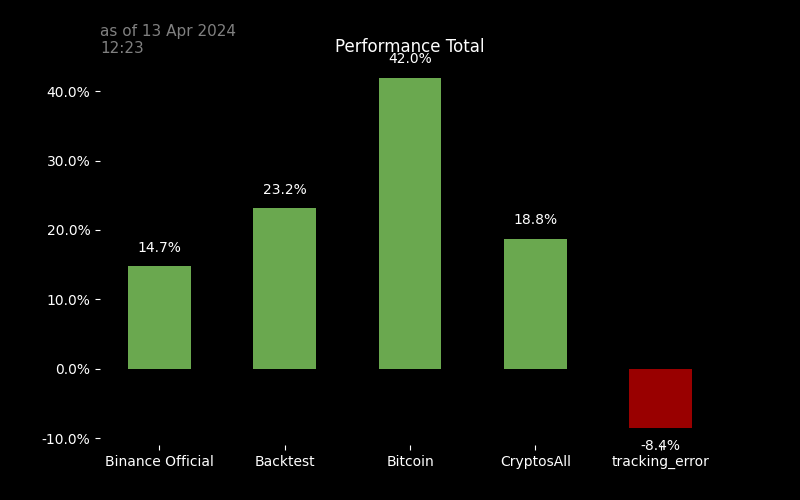 as of 13 Apr 2024
12:23
Performance Total
42.0%
40.0%
30.0%
23.2%
20.0%
18.8%
14.7%
10.0%
0.0%
-10.0%
-8.4%
Binance Official
Backtest
Bitcoin
CryptosAll
tracking_error